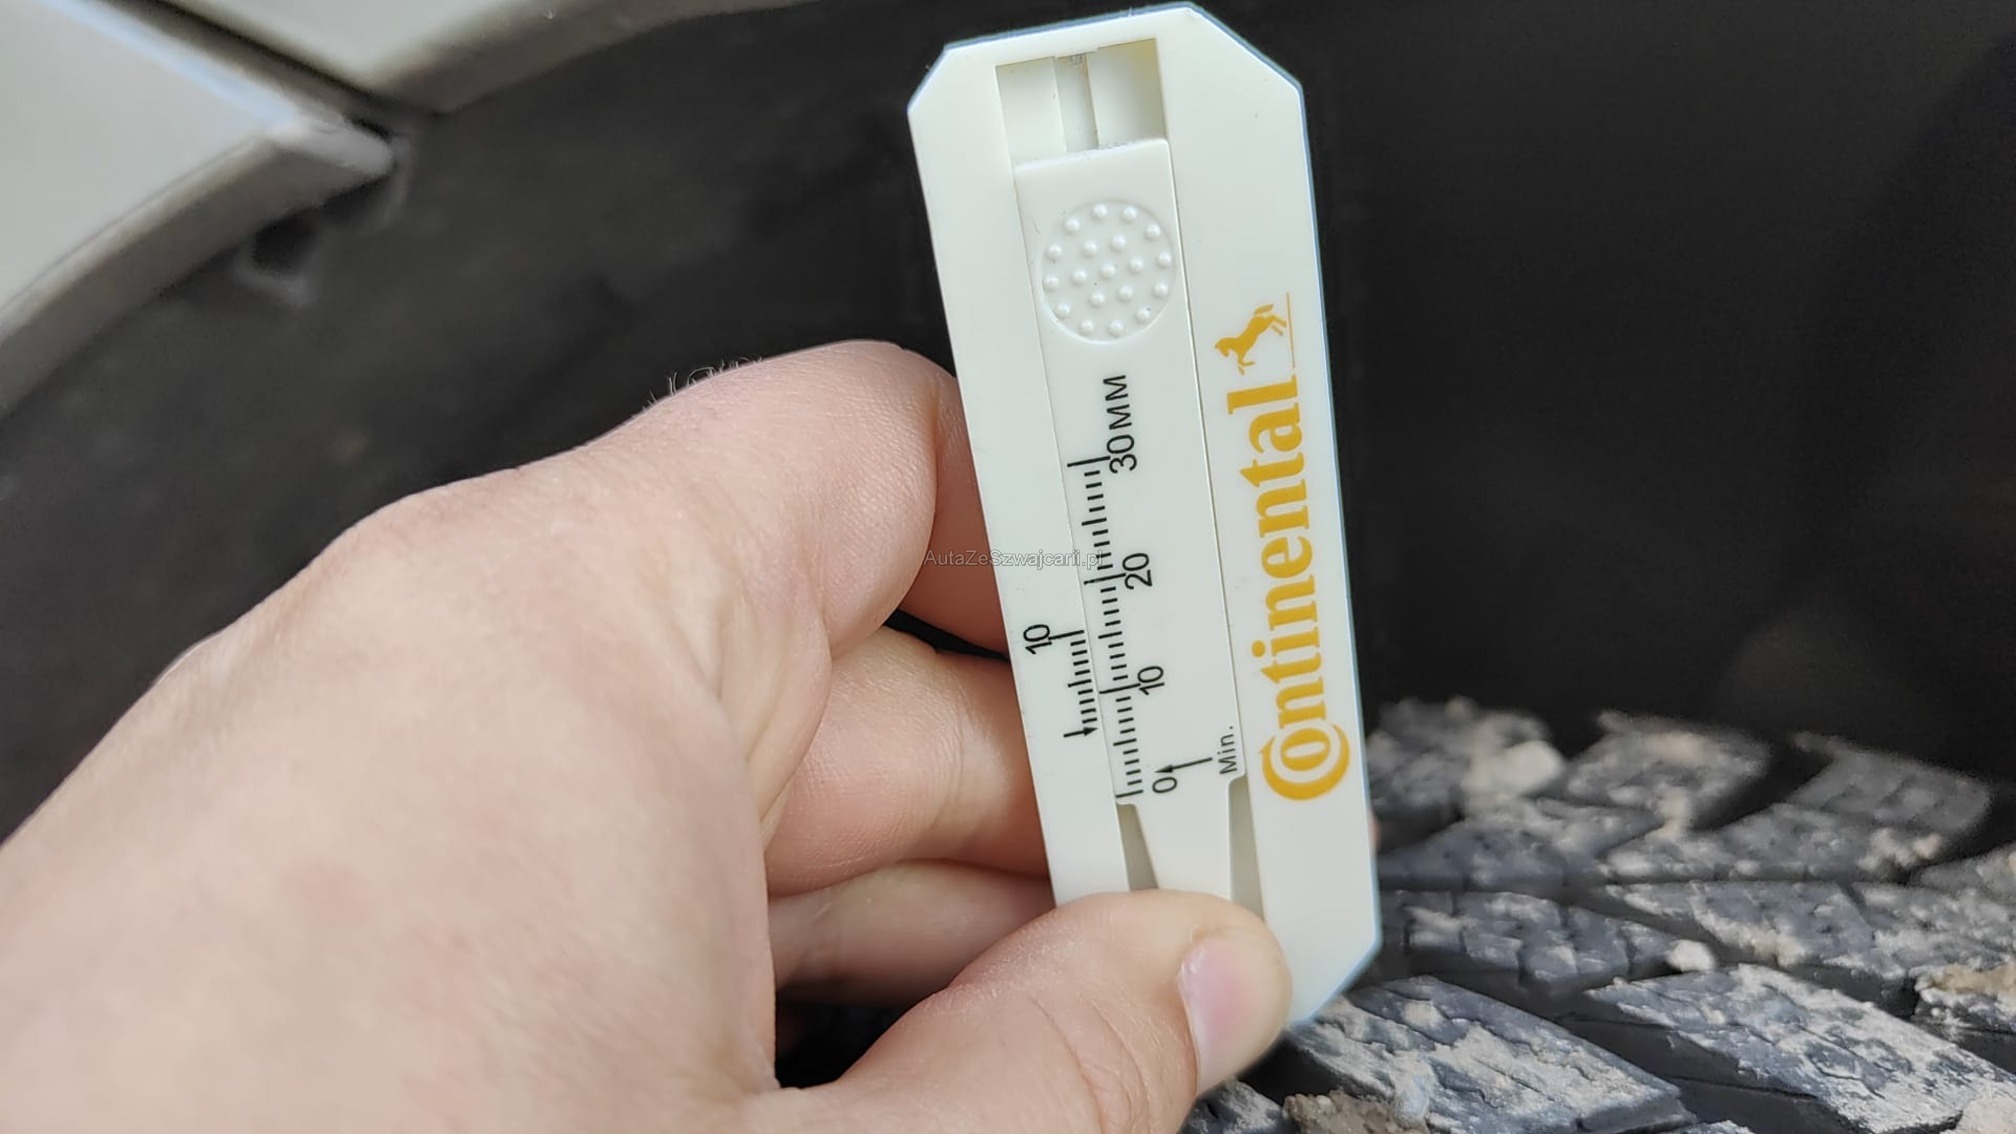 30MM
20
10
10
0
Min.
Continental
AutaZeSzwajcarii.pl